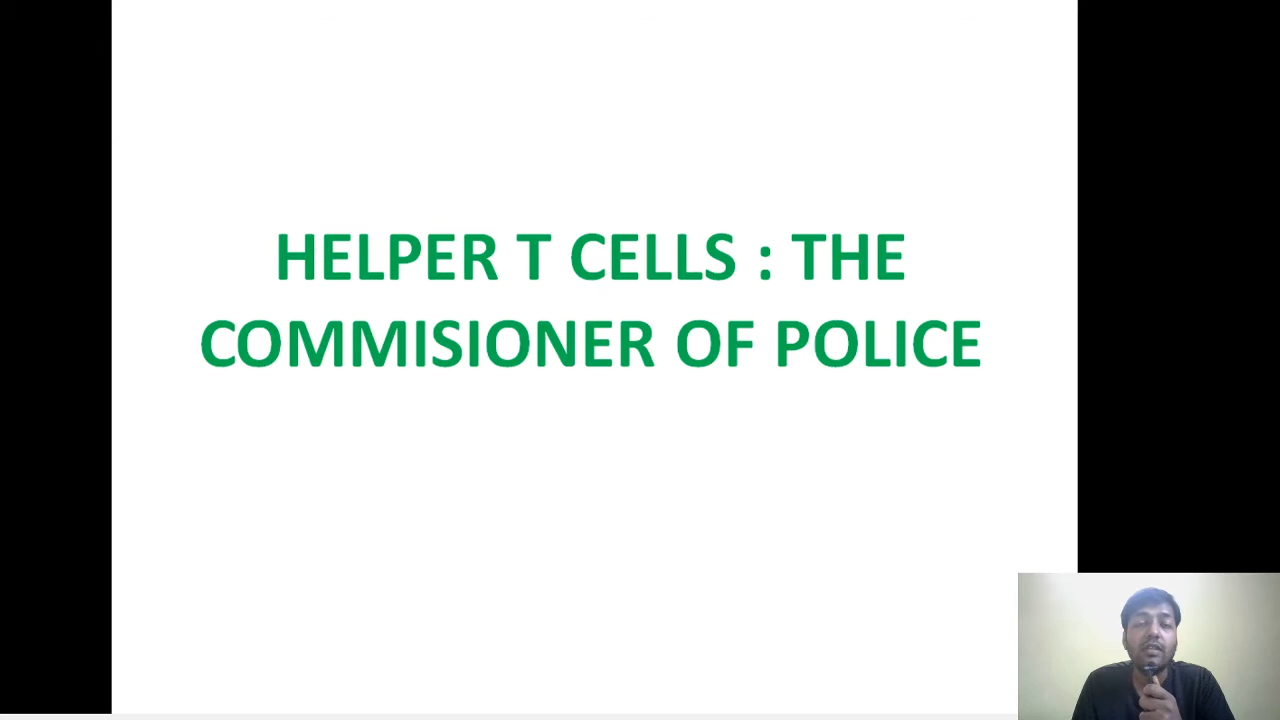 HELPER T CELLS : THE
COMMISIONER OF POLICE